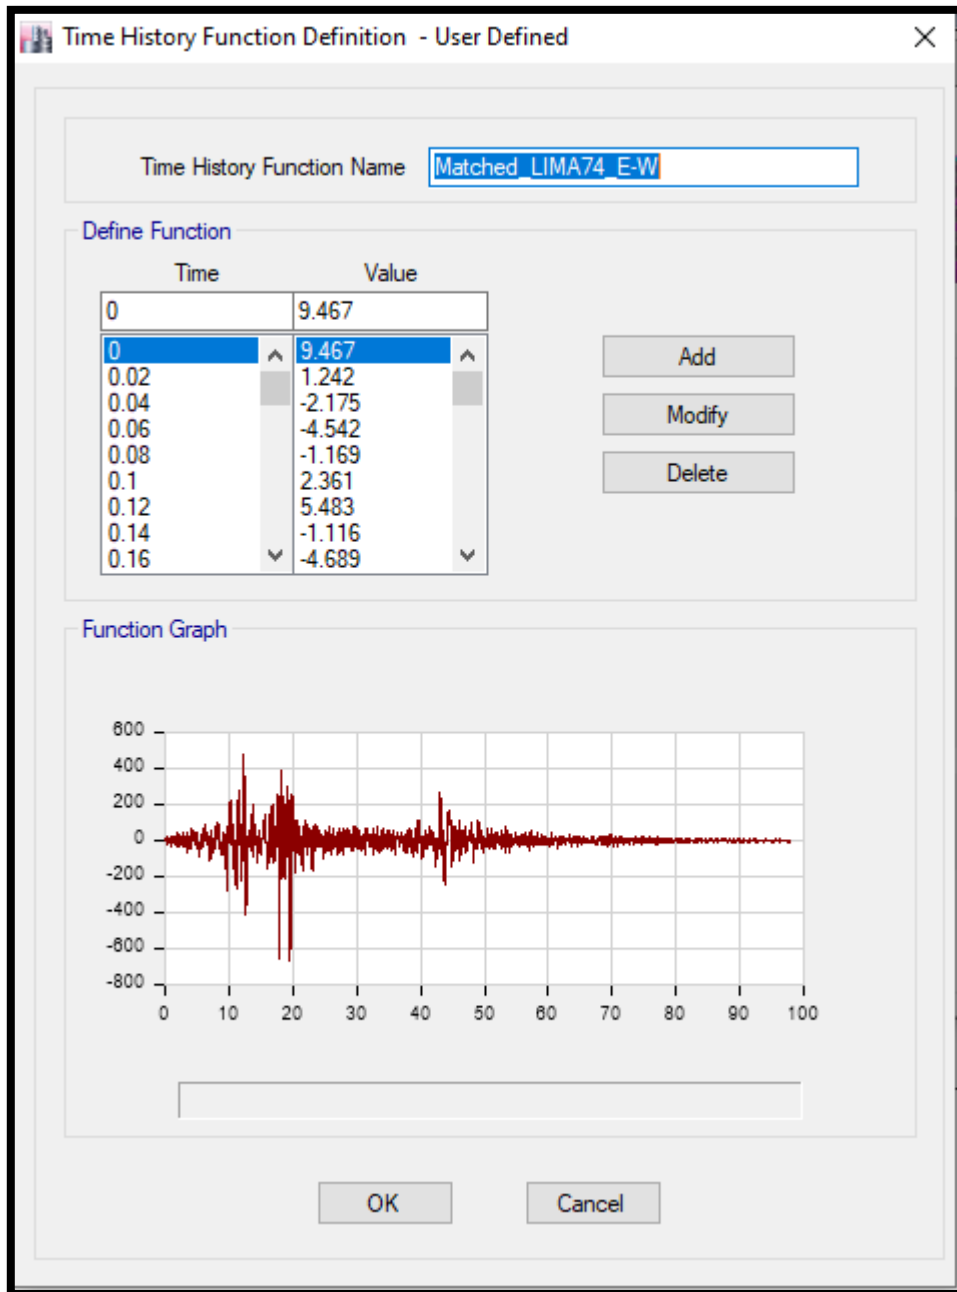 Time History Function Definition - User Defined
Time History Function Name Matched_LIMA74_E-W
Define Function
Time Value
0 9.467
0 9.467
0.02 1.242
0.04 -2.175
0.06 -4.542
0.08 -1.169
0.1 2.361
0.12 5.483
0.14 -1.116
0.16 -4.689
Add
Modify
Delete
Function Graph
600
400
200
0
-200
-400
-600
-800
0 10 20 30 40 50 60 70 80 90 100
OK Cancel